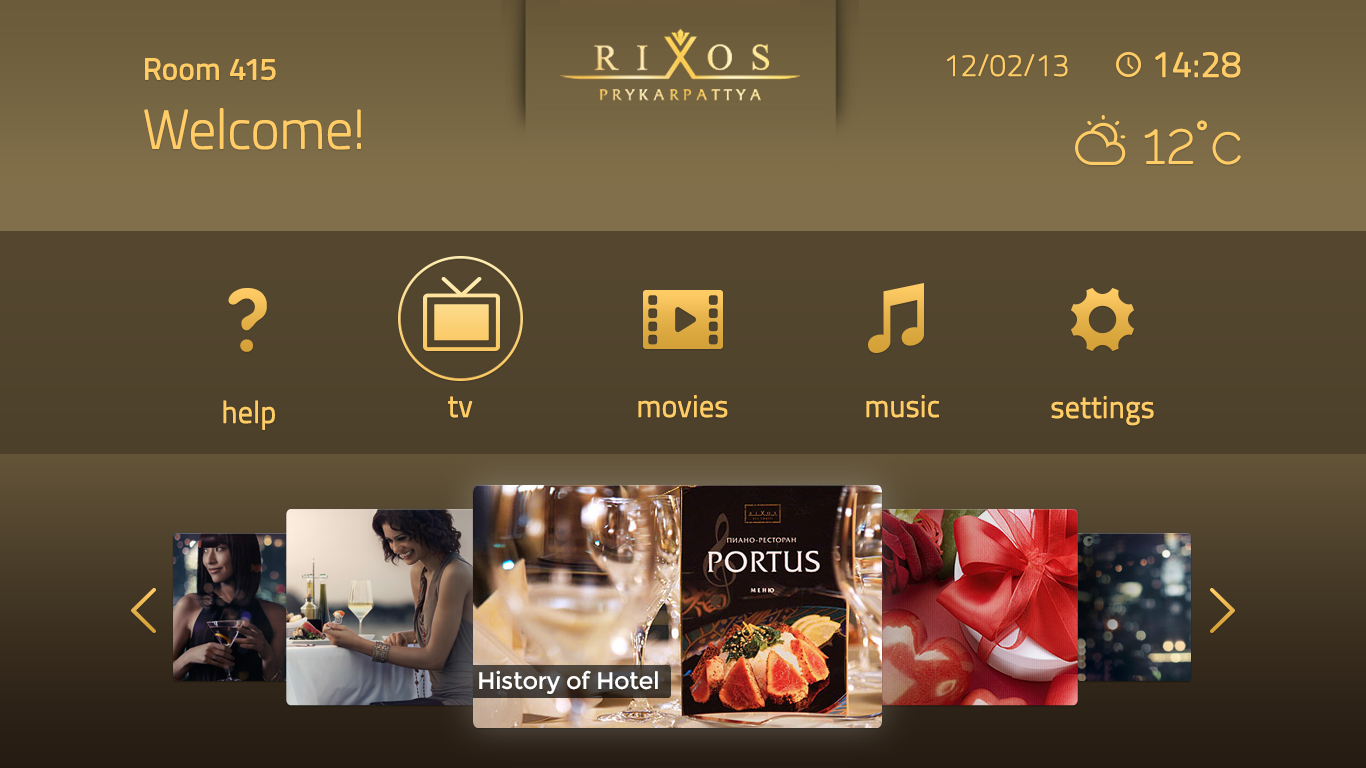 Room 415
Welcome!
RIXOS
PRYKARPATTYA
12/02/13
14:28
12°C
help
tv
movies
music
settings
RIXOS
ПИАНО-РЕСТОРАН
PORTUS
МЕНЮ
History of Hotel